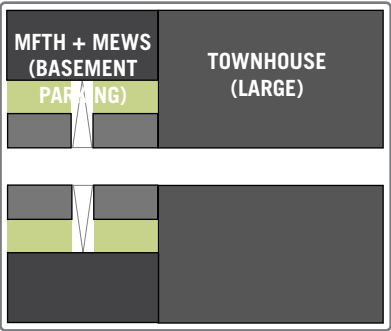 MFTH + MEWS
(BASEMENT
PARKING)
TOWNHOUSE
(LARGE)